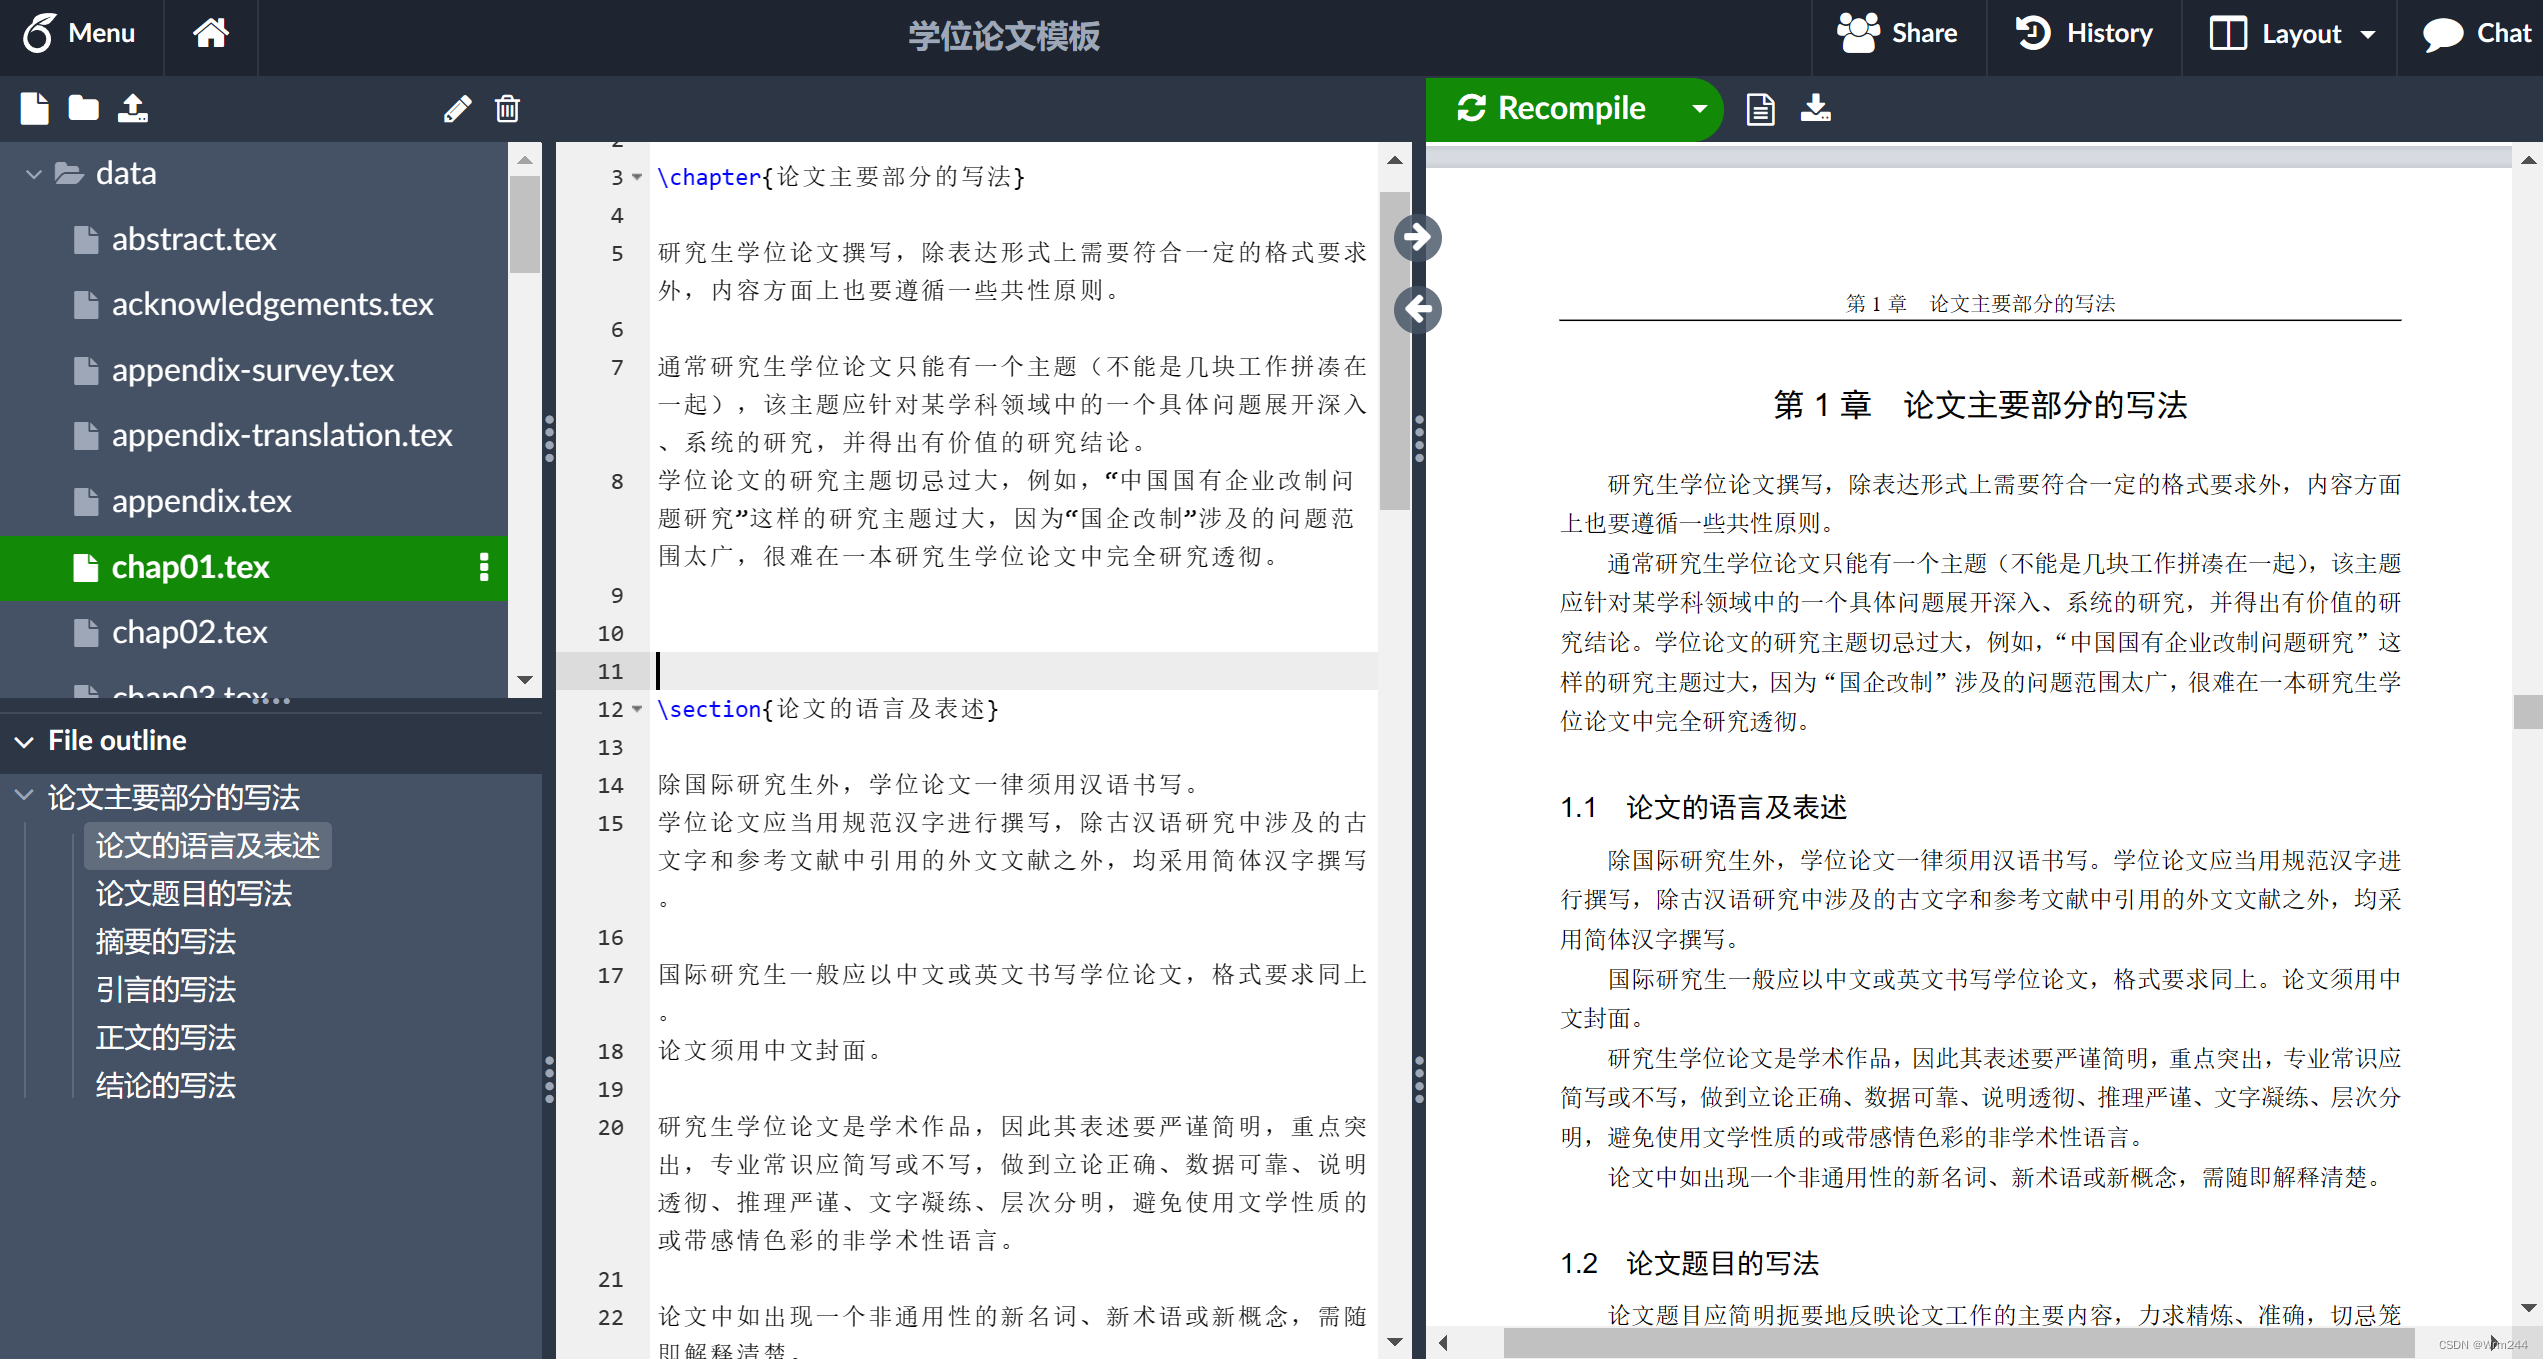 Menu
学位论文模板
Share
History
Layout
Chat
Recompile
data
abstract.tex
acknowledgements.tex
appendix-survey.tex
appendix-translation.tex
appendix.tex
chap01.tex
chap02.tex
chap03.tex
File outline
论文主要部分的写法
论文的语言及表述
论文题目的写法
摘要的写法
引言的写法
正文的写法
结论的写法
2
3 \chapter{论文主要部分的写法}
4
5 研究生学位论文撰写，除表达形式上需要符合一定的格式要求
外，内容方面上也要遵循一些共性原则。
6
7 通常研究生学位论文只能有一个主题（不能是几块工作拼凑在
一起），该主题应针对某学科领域中的一个具体问题展开深入
、系统的研究，并得出有价值的研究结论。
8 学位论文的研究主题切忌过大，例如，“中国国有企业改制问
题研究”这样的研究主题过大，因为“国企改制”涉及的问题范
围太广，很难在一本研究生学位论文中完全研究透彻。
9
10
11
12 \section{论文的语言及表述}
13
14 除国际研究生外，学位论文一律须用汉语书写。
15 学位论文应当用规范汉字进行撰写，除古汉语研究中涉及的古
文字和参考文献中引用的外文文献之外，均采用简体汉字撰写
。
16
17 国际研究生一般应以中文或英文书写学位论文，格式要求同上
。
18 论文须用中文封面。
19
20 研究生学位论文是学术作品，因此其表述要严谨简明，重点突
出，专业常识应简写或不写，做到立论正确、数据可靠、说明
透彻、推理严谨、文字凝练、层次分明，避免使用文学性质的
或带感情色彩的非学术性语言。
21
22 论文中如出现一个非通用性的新名词、新术语或新概念，需随
即解释清楚。
第 1 章 论文主要部分的写法
第 1 章 论文主要部分的写法
研究生学位论文撰写，除表达形式上需要符合一定的格式要求外，内容方面
上也要遵循一些共性原则。
通常研究生学位论文只能有一个主题（不能是几块工作拼凑在一起），该主题
应针对某学科领域中的一个具体问题展开深入、系统的研究，并得出有价值的研
究结论。学位论文的研究主题切忌过大，例如，“中国国有企业改制问题研究”这
样的研究主题过大，因为“国企改制”涉及的问题范围太广，很难在一本研究生学
位论文中完全研究透彻。
1.1 论文的语言及表述
除国际研究生外，学位论文一律须用汉语书写。学位论文应当用规范汉字进
行撰写，除古汉语研究中涉及的古文字和参考文献中引用的外文文献之外，均采
用简体汉字撰写。
国际研究生一般应以中文或英文书写学位论文，格式要求同上。论文须用中
文封面。
研究生学位论文是学术作品，因此其表述要严谨简明，重点突出，专业常识应
简写或不写，做到立论正确、数据可靠、说明透彻、推理严谨、文字凝练、层次分
明，避免使用文学性质的或带感情色彩的非学术性语言。
论文中如出现一个非通用性的新名词、新术语或新概念，需随即解释清楚。
1.2 论文题目的写法
论文题目应简明扼要地反映论文工作的主要内容，力求精炼、准确，切忌笼
CSDN